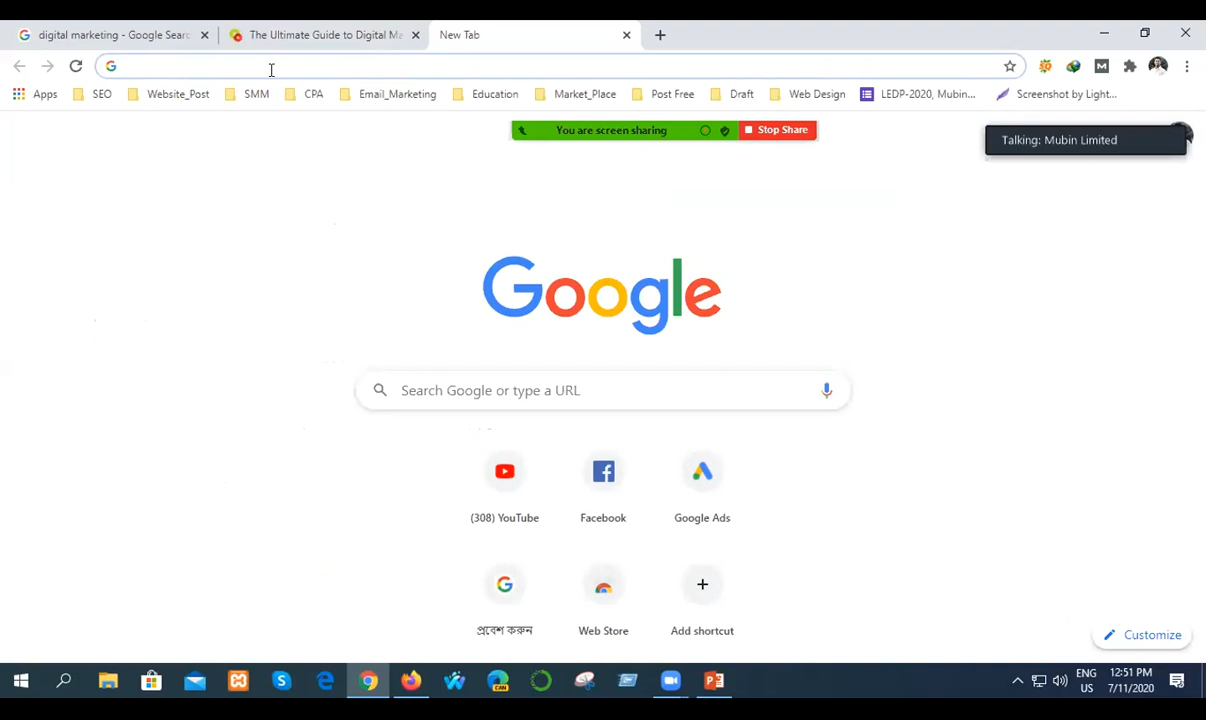 digital marketing - Google Searc
The Ultimate Guide to Digital Ma
New Tab
Apps SEO Website_Post SMM CPA Email_Marketing Education Market_Place Post Free Draft Web Design LEDP-2020, Mubin... Screenshot by Light...
You are screen sharing Stop Share
Talking: Mubin Limited
Google
Search Google or type a URL
(308) YouTube Facebook Google Ads
প্রবেশ করুন Web Store Add shortcut
Customize
ENG 12:51 PM
US 7/11/2020